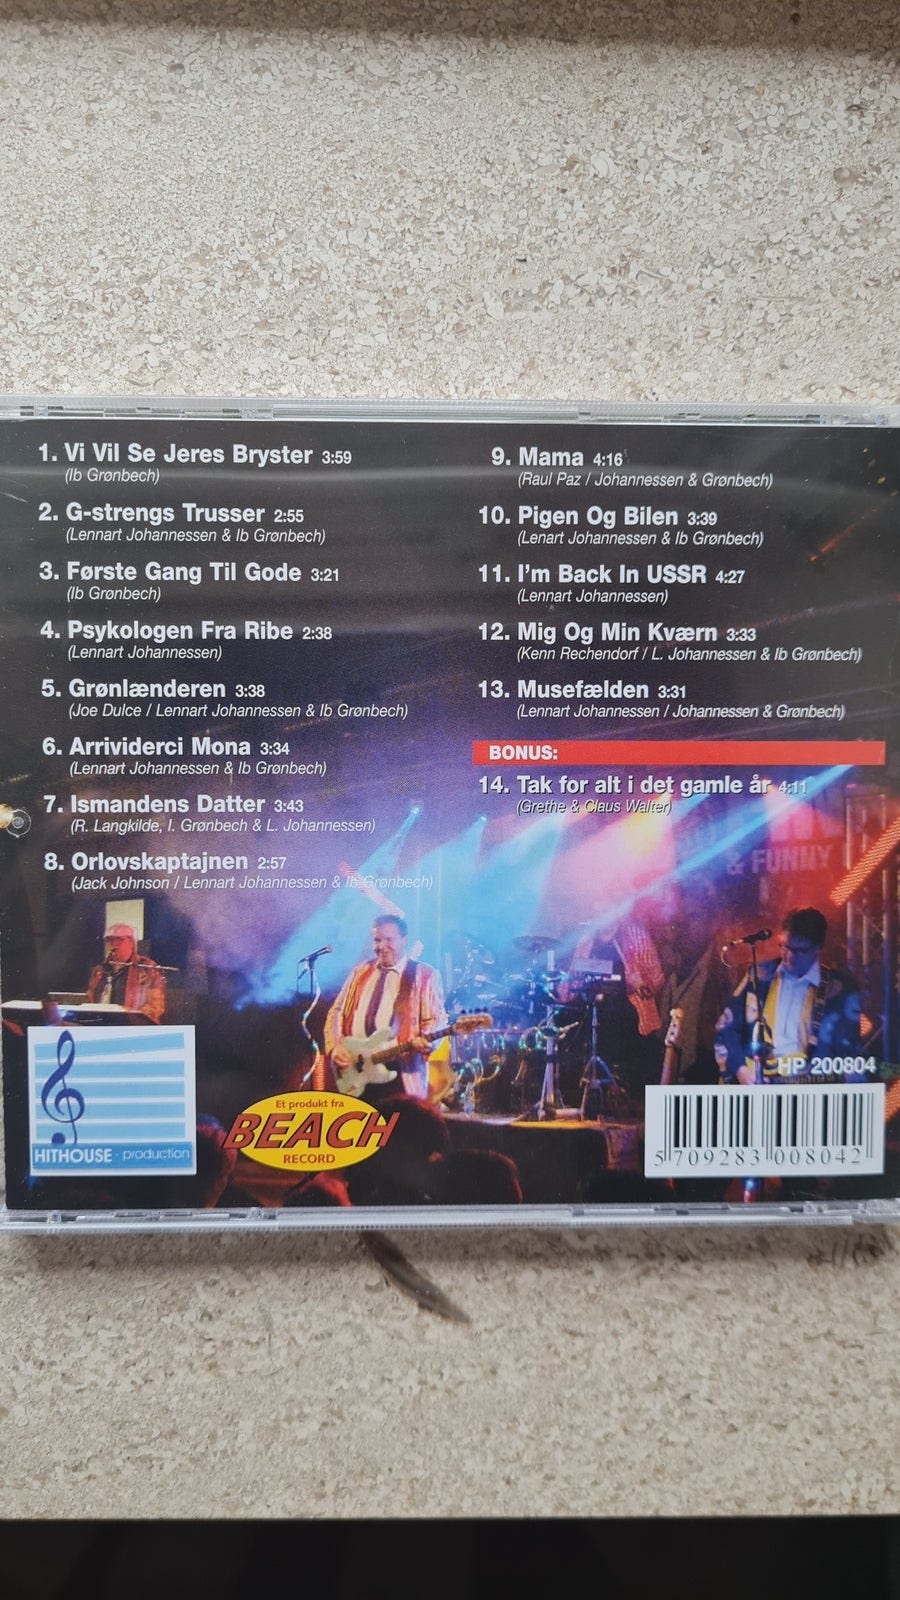 1. Vi Vil Se Jeres Bryster 3:59
(Ib Grønbech)
2. G-strengs Trusser 2:55
(Lennart Johannessen & Ib Grønbech)
3. Første Gang Til Gode 3:21
(Ib Grønbech)
4. Psykologen Fra Ribe 2:38
(Lennart Johannessen)
5. Grønlænderen 3:38
(Joe Dulce / Lennart Johannessen & Ib Grønbech)
6. Arrividerci Mona 3:34
(Lennart Johannessen & Ib Grønbech)
7. Ismandens Datter 3:43
(R. Langkilde, I. Grønbech & L. Johannessen)
8. Orlovskaptajnen 2:57
(Jack Johnson / Lennart Johannessen & Ib Grønbech)
9. Mama 4:16
(Raul Paz / Johannessen & Grønbech)
10. Pigen Og Bilen 3:39
(Lenart Johannessen & Ib Grønbech)
11. I'm Back In USSR 4:27
(Lennart Johannessen)
12. Mig Og Min Kværn 3:33
(Kenn Rechendorf / L. Johannessen & Ib Grønbech)
13. Musefælden 3:31
(Lennart Johannessen / Johannessen & Grønbech)
BONUS:
14. Tak for alt i det gamle år 4:11
(Grethe & Claus Walter)
& FUNNY
HITHOUSE · production
Et produkt fra
BEACH
RECORD
HP 200804
5 709283 008042